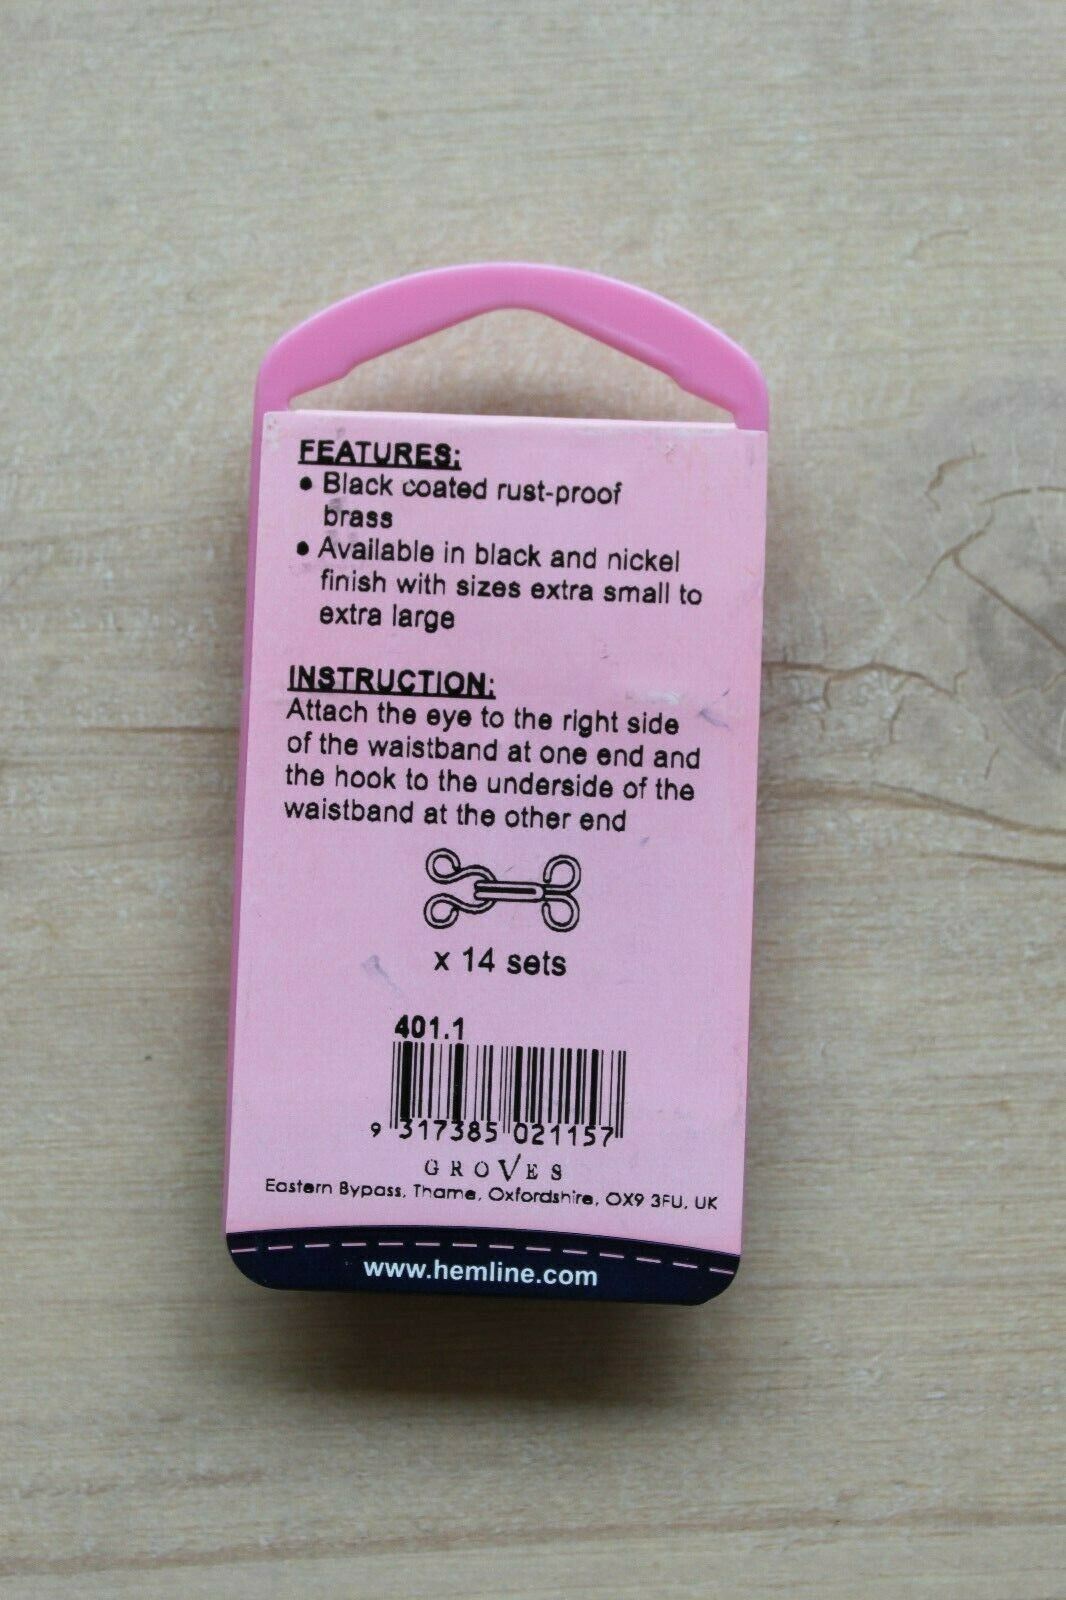 FEATURES:
• Black coated rust-proof
brass
• Available in black and nickel
finish with sizes extra small to
extra large
INSTRUCTION:
Attach the eye to the right side
of the waistband at one end and
the hook to the underside of the
waistband at the other end
x 14 sets
401.1
9 317385 021157
GROVES
Eastern Bypass, Thame, Oxfordshire, OX9 3FU, UK
www.hemline.com